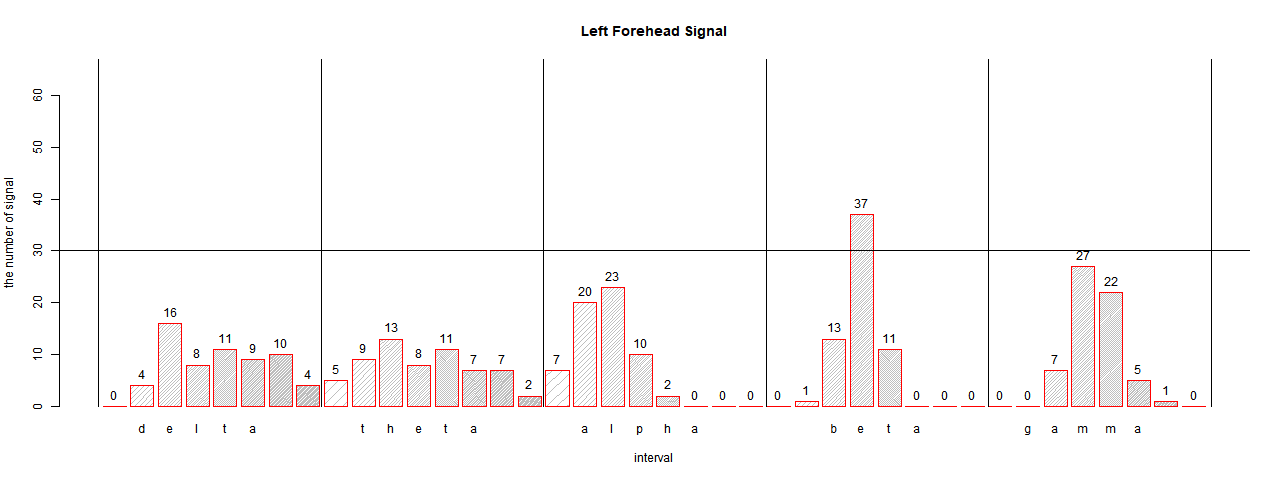 Left Forehead Signal
the number of signal
60
50
40
30
20
10
0
0 4 16 8 11 9 10 4 5 9 13 8 11 7 7 2 7 20 23 10 2 0 0 0 0 1 13 37 11 0 0 0 0 0 7 27 22 5 1 0
d e l t a t h e t a a l p h a b e t a g a m m a
interval